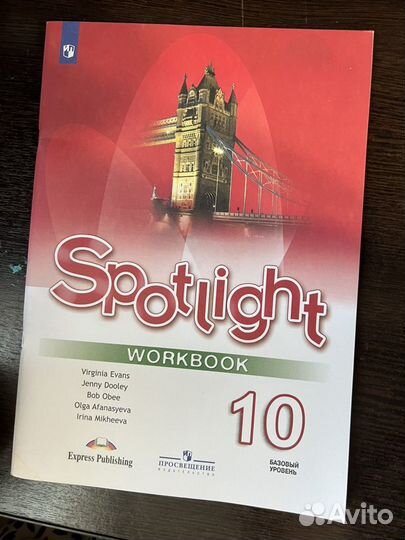 Spotlight
WORKBOOK
Virginia Evans
Jenny Dooley
Bob Obee
Olga Afanasyeva
Irina Mikheeva
10
БАЗОВЫЙ
УРОВЕНЬ
Express Publishing
ПРОСВЕЩЕНИЕ
ИЗДАТЕЛЬСТВО
Avito